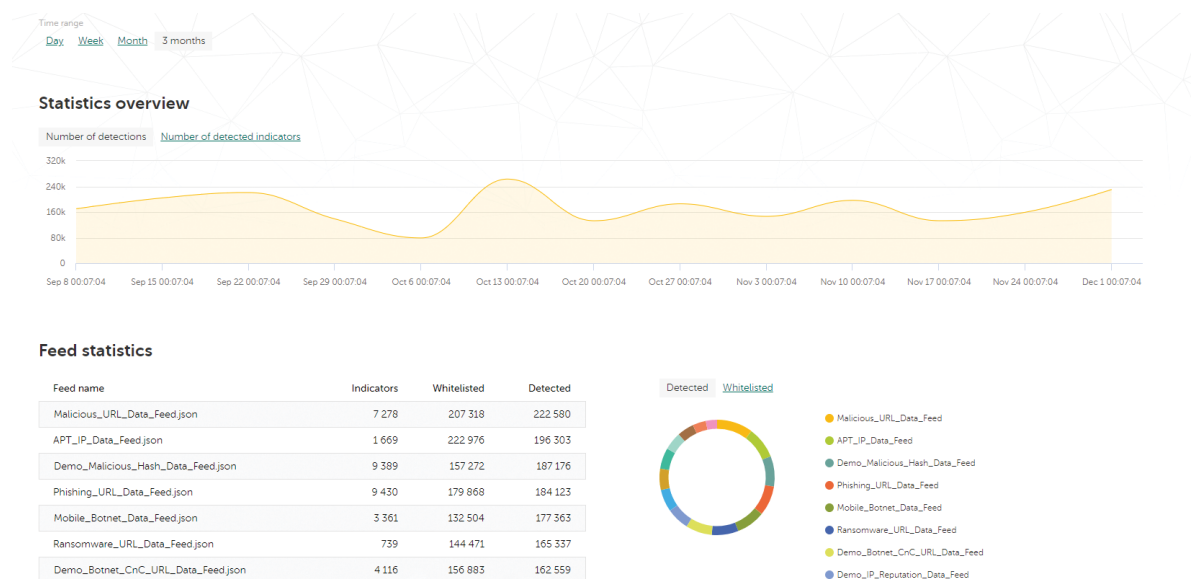 Time range
Day Week Month 3 months
Statistics overview
Number of detections Number of detected indicators
320k
240k
160k
80k
0
Sep 8 00:07:04 Sep 15 00:07:04 Sep 22 00:07:04 Sep 29 00:07:04 Oct 6 00:07:04 Oct 13 00:07:04 Oct 20 00:07:04 Oct 27 00:07:04 Nov 3 00:07:04 Nov 10 00:07:04 Nov 17 00:07:04 Nov 24 00:07:04 Dec 1 00:07:04
Feed statistics
Feed name Indicators Whitelisted Detected
Malicious_URL_Data_Feed.json 7 278 207 318 222 580
APT_IP_Data_Feed.json 1 669 222 976 196 303
Demo_Malicious_Hash_Data_Feed.json 9 389 157 272 187 176
Phishing_URL_Data_Feed.json 9 430 179 868 184 123
Mobile_Botnet_Data_Feed.json 3 361 132 504 177 363
Ransomware_URL_Data_Feed.json 739 144 471 165 337
Demo_Botnet_CnC_URL_Data_Feed.json 4 116 156 883 162 559
Detected Whitelisted
Malicious_URL_Data_Feed
APT_IP_Data_Feed
Demo_Malicious_Hash_Data_Feed
Phishing_URL_Data_Feed
Mobile_Botnet_Data_Feed
Ransomware_URL_Data_Feed
Demo_Botnet_CnC_URL_Data_Feed
Demo_IP_Reputation_Data_Feed